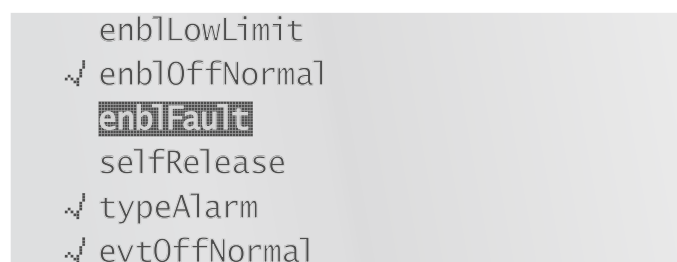 enblLowLimit
enblOffNormal
enblFault
selfRelease
typeAlarm
evtOffNormal